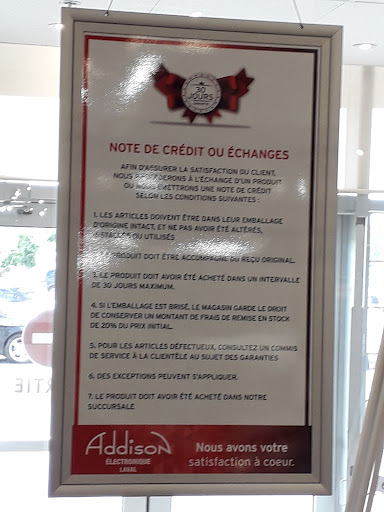 30
JOURS
NOTE DE CRÉDIT OU ÉCHANGES
AFIN D'ASSURER LA SATISFACTION DU CLIENT,
NOUS PROCÉDERONS À L'ÉCHANGE D'UN PRODUIT
OU NOUS ÉMETTRONS UNE NOTE DE CRÉDIT
SELON LES CONDITIONS SUIVANTES :
1. LES ARTICLES DOIVENT ÊTRE DANS LEUR EMBALLAGE
D'ORIGINE INTACT, ET NE PAS AVOIR ÉTÉ ALTÉRÉS,
INSTALLÉS OU UTILISÉS
PRODUIT DOIT ÊTRE ACCOMPAGNÉ DU REÇU ORIGINAL.
3. LE PRODUIT DOIT AVOIR ÉTÉ ACHETÉ DANS UN INTERVALLE
DE 30 JOURS MAXIMUM.
4. SI L'EMBALLAGE EST BRISÉ, LE MAGASIN GARDE LE DROIT
DE CONSERVER UN MONTANT DE FRAIS DE REMISE EN STOCK
DE 20% DU PRIX INITIAL.
5. POUR LES ARTICLES DÉFECTUEUX, CONSULTEZ UN COMMIS
DE SERVICE À LA CLIENTÈLE AU SUJET DES GARANTIES
6. DES EXCEPTIONS PEUVENT S'APPLIQUER.
7. LE PRODUIT DOIT AVOIR ÉTÉ ACHETÉ DANS NOTRE
SUCCURSALE
Addison
ÉLECTRONIQUE
LAVAL
Nous avons votre
satisfaction à coeur.